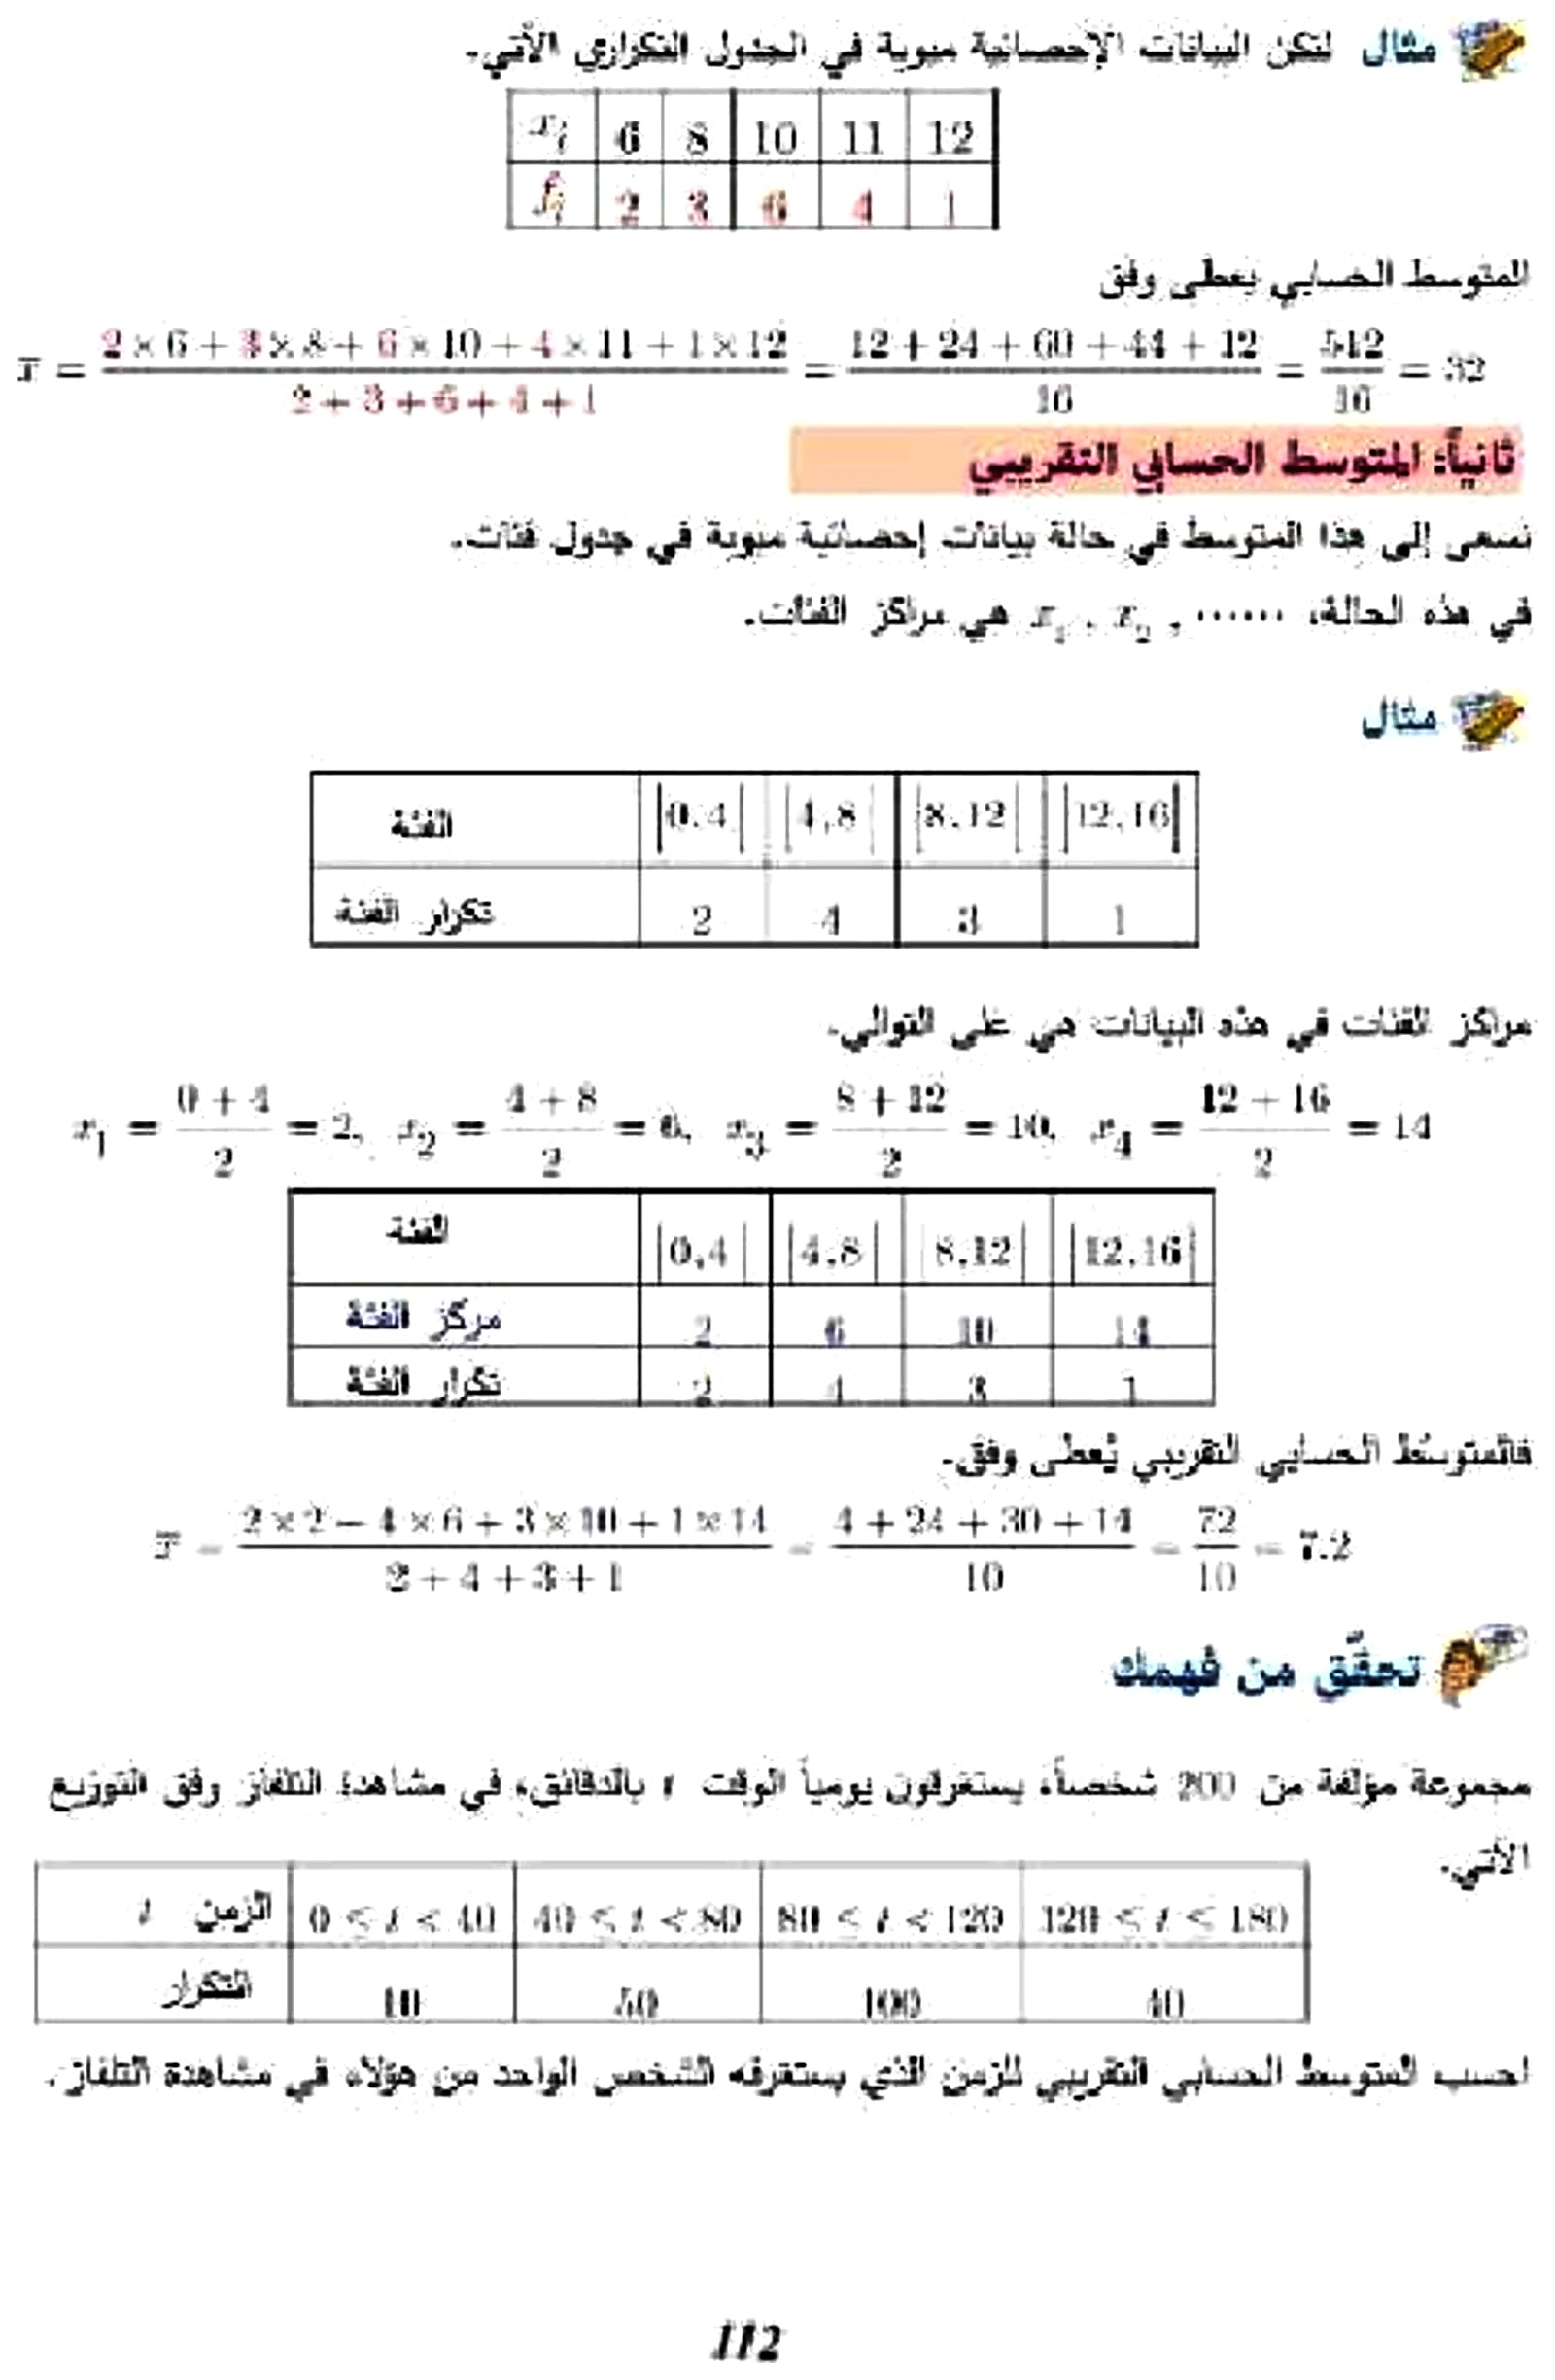 مثال لتكن البيانات الإحصائية مبوبة في الجدول التكراري الآتي.
x_i 6 8 10 11 12
f_i 2 3 6 4 1
المتوسط الحسابي يعطى وفق
x̄ = (2×6 + 3×8 + 6×10 + 4×11 + 1×12) / (2 + 3 + 6 + 4 + 1) = (12 + 24 + 60 + 44 + 12) / 16 = 512 / 16 = 32
ثانياً: المتوسط الحسابي التقريبي
نسعى إلى هذا المتوسط في حالة بيانات إحصائية مبوبة في جدول فئات.
في هذه الحالة، x₁ , x₂ , ...... هي مراكز الفئات.
مثال
الفئة [0,4[ [4,8[ [8,12[ [12,16]
تكرار الفئة 2 4 3 1
مراكز الفئات في هذه البيانات هي على التوالي.
x₁ = (0 + 4) / 2 = 2, x₂ = (4 + 8) / 2 = 6, x₃ = (8 + 12) / 2 = 10, x₄ = (12 + 16) / 2 = 14
الفئة [0,4[ [4,8[ [8,12[ [12,16]
مركز الفئة 2 6 10 14
تكرار الفئة 2 4 3 1
فالمتوسّط الحسابي التقريبي يُعطى وفق.
x̄ = (2×2 + 4×6 + 3×10 + 1×14) / (2 + 4 + 3 + 1) = (4 + 24 + 30 + 14) / 10 = 72 / 10 = 7.2
تحقّق من فهمك
مجموعة مؤلفة من 200 شخصاً، يستغرقون يومياً الوقت t بالدقائق، في مشاهدة التلفاز وفق التوزيع
الآتي.
الزمن t 0 ≤ t < 40 40 ≤ t < 80 80 ≤ t < 120 120 ≤ t ≤ 180
التكرار 10 50 100 40
احسب المتوسط الحسابي التقريبي للزمن الذي يستغرقه الشخص الواحد من هؤلاء في مشاهدة التلفاز.
112